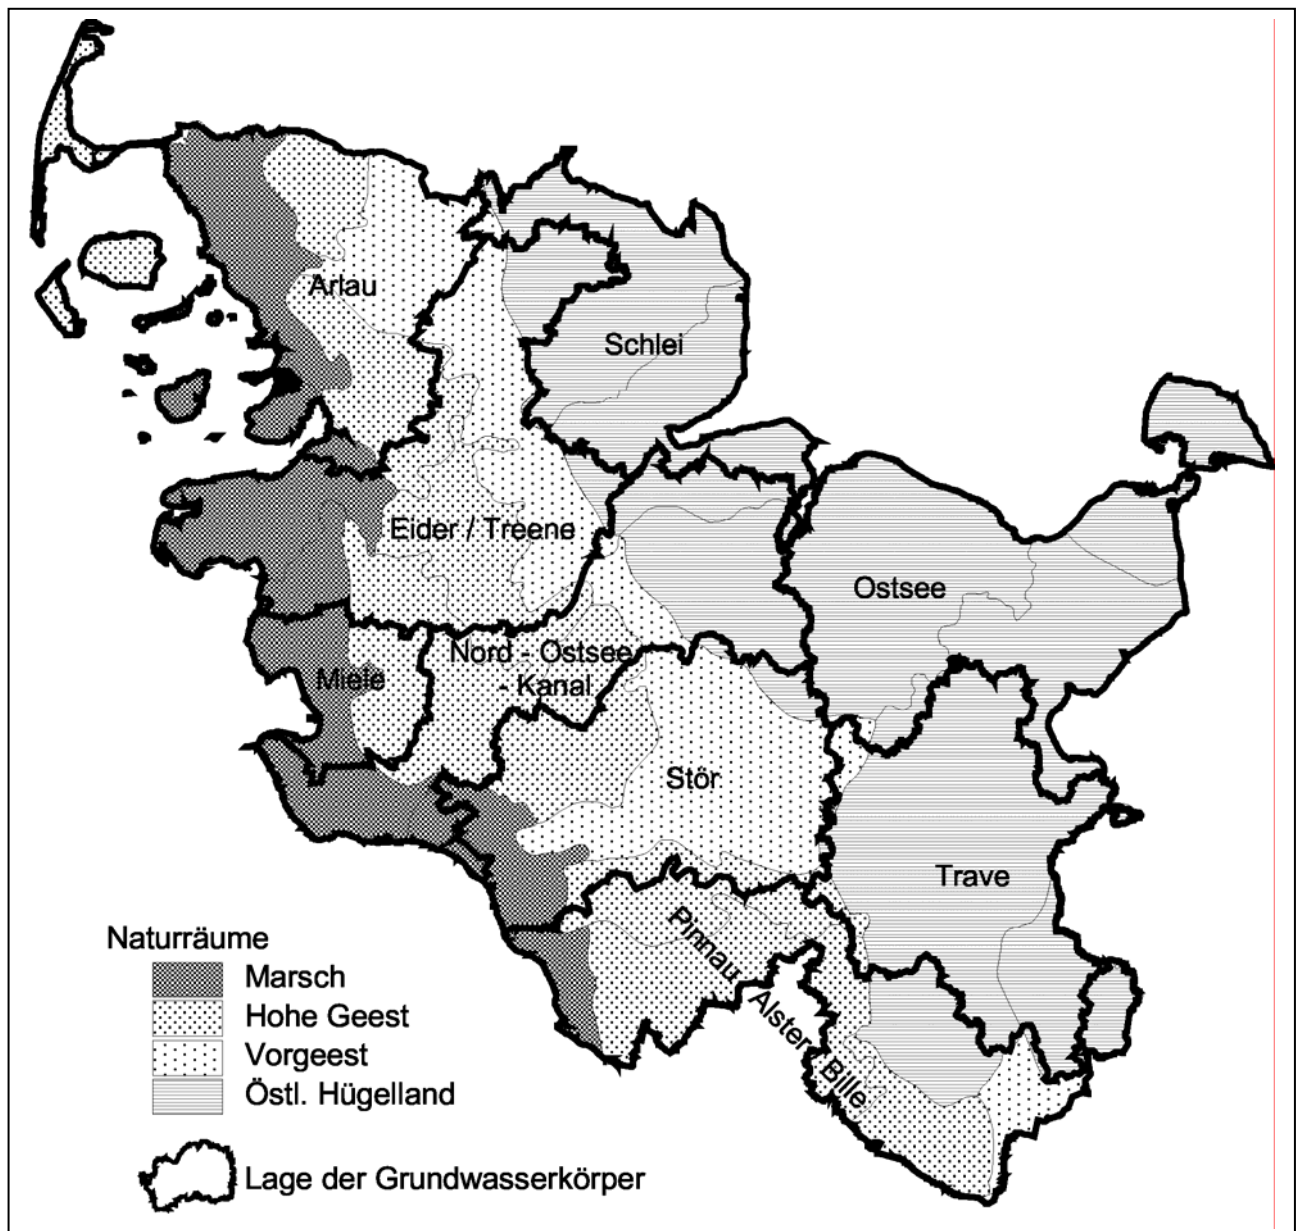 Arlau
Schlei
Eider / Treene
Ostsee
Nord - Ostsee
- Kanal
Miele
Stör
Trave
Pinnau
Alster / Bille
Naturräume
Marsch
Hohe Geest
Vorgeest
Östl. Hügelland
Lage der Grundwasserkörper